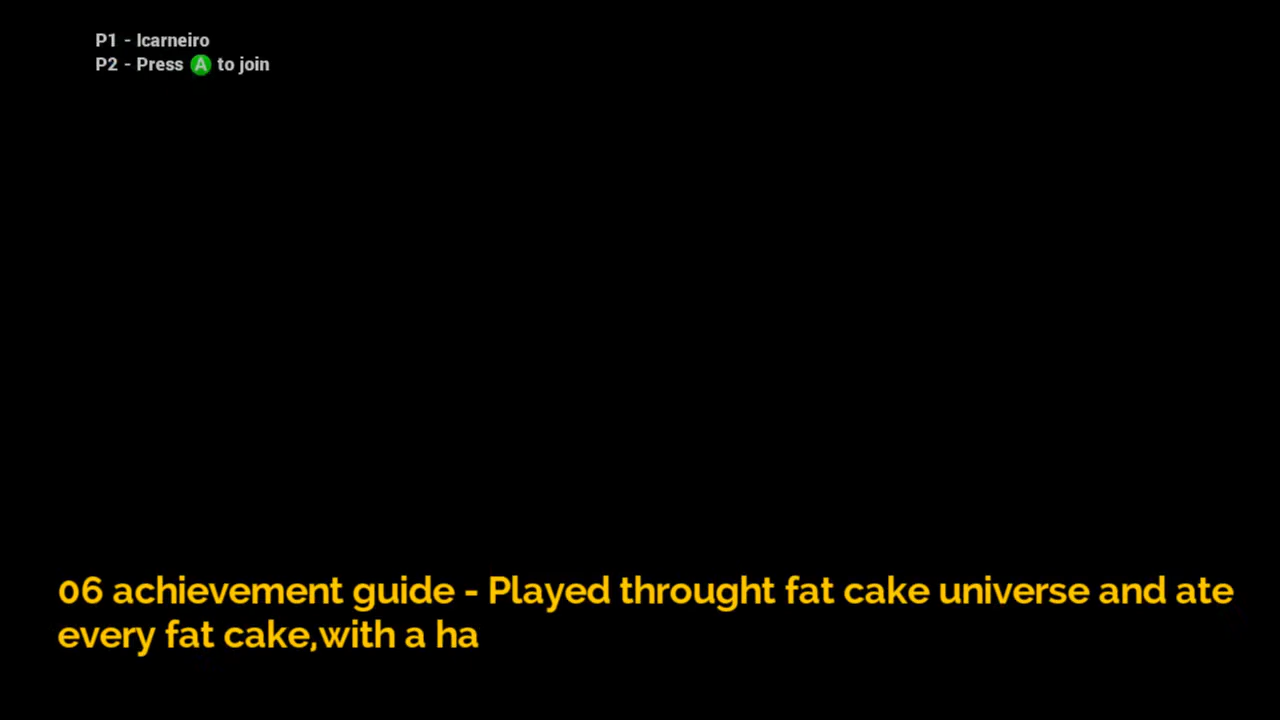 P1 - Icarneiro
P2 - Press A to join
06 achievement guide - Played throught fat cake universe and ate
every fat cake,with a ha